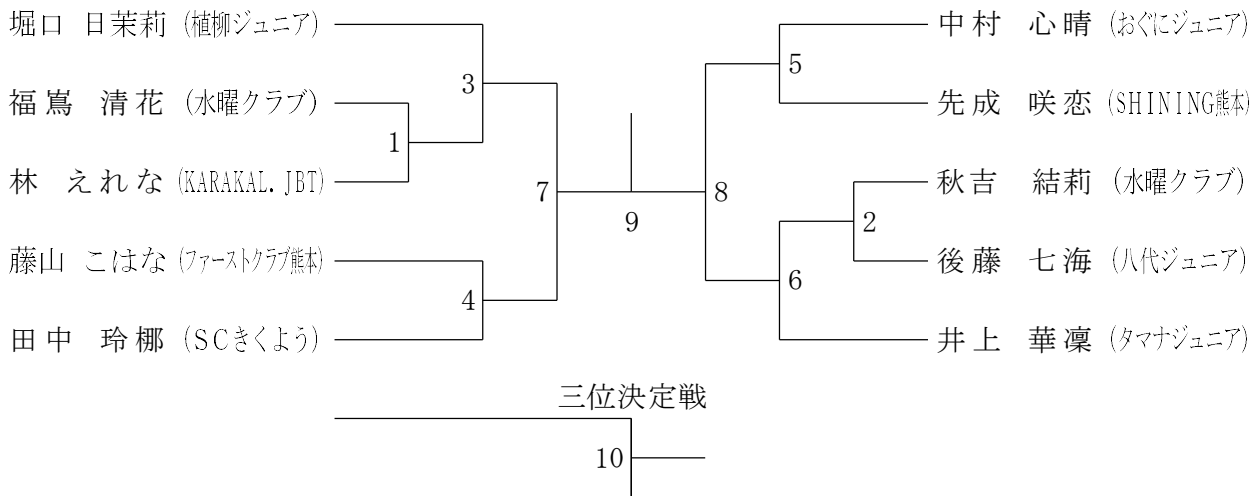 堀口 日茉莉 (植柳ジュニア)
3
福嶌 清花 (水曜クラブ)
1
林 えれな (KARAKAL.JBT)
7
藤山 こはな (ファーストクラブ熊本)
4
田中 玲梛 (SCきくよう)
9
中村 心晴 (おぐにジュニア)
5
先成 咲恋 (SHINING熊本)
8
秋吉 結莉 (水曜クラブ)
2
後藤 七海 (八代ジュニア)
6
井上 華凜 (タマナジュニア)
三位決定戦
10